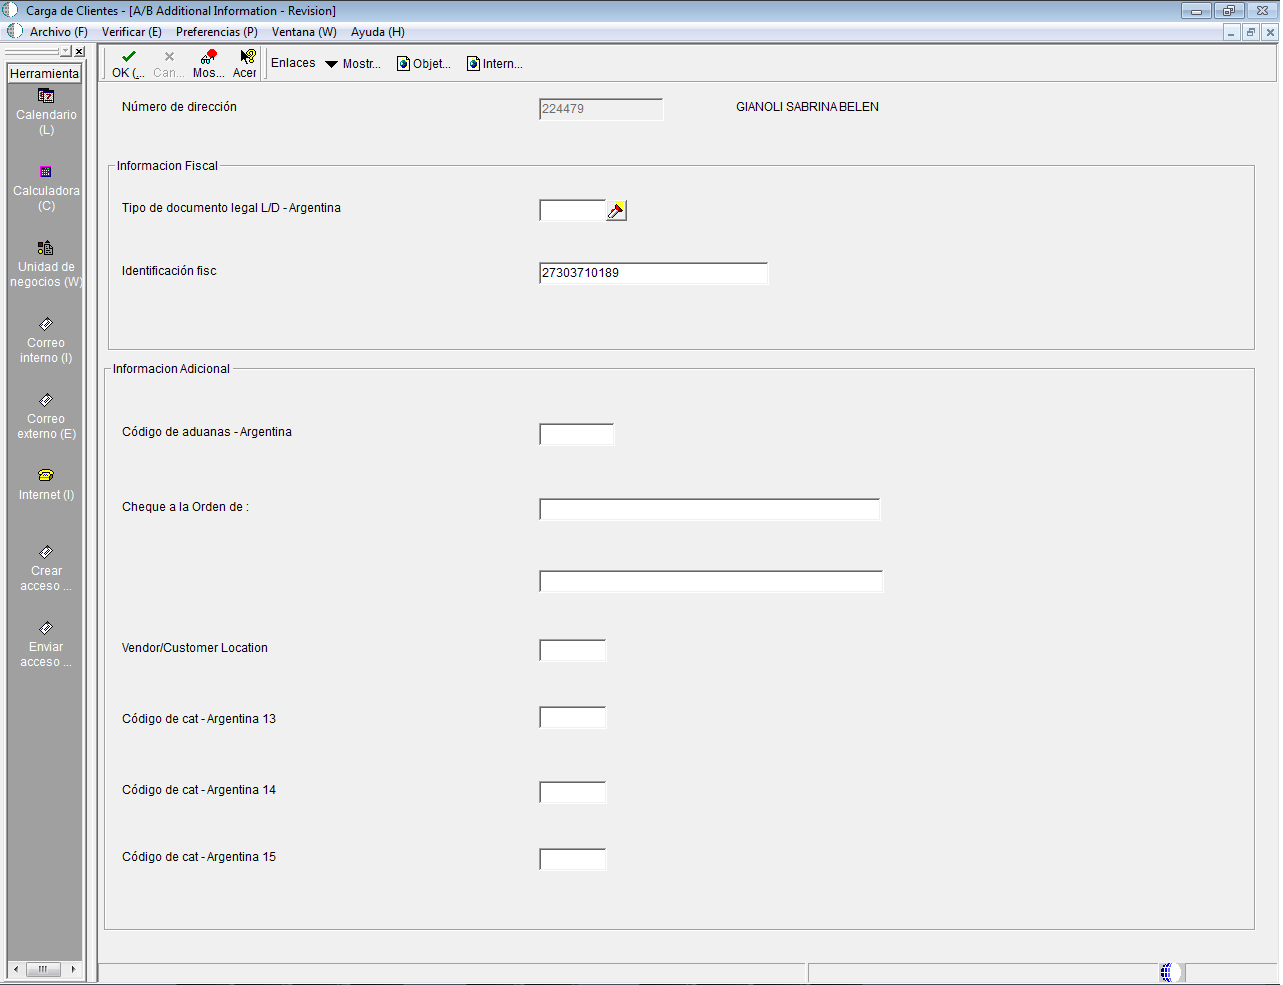 Carga de Clientes - [A/B Additional Information - Revision]
Archivo (F) Verificar (E) Preferencias (P) Ventana (W) Ayuda (H)
Herramienta
OK (... Can... Mos... Acer Enlaces Mostr... Objet... Intern...
Calendario
(L)
Calculadora
(C)
Unidad de
negocios (W)
Correo
interno (I)
Correo
externo (E)
Internet (I)
Crear
acceso ...
Enviar
acceso ...
Número de dirección 224479 GIANOLI SABRINA BELEN
Informacion Fiscal
Tipo de documento legal L/D - Argentina
Identificación fisc 27303710189
Informacion Adicional
Código de aduanas - Argentina
Cheque a la Orden de :
Vendor/Customer Location
Código de cat - Argentina 13
Código de cat - Argentina 14
Código de cat - Argentina 15